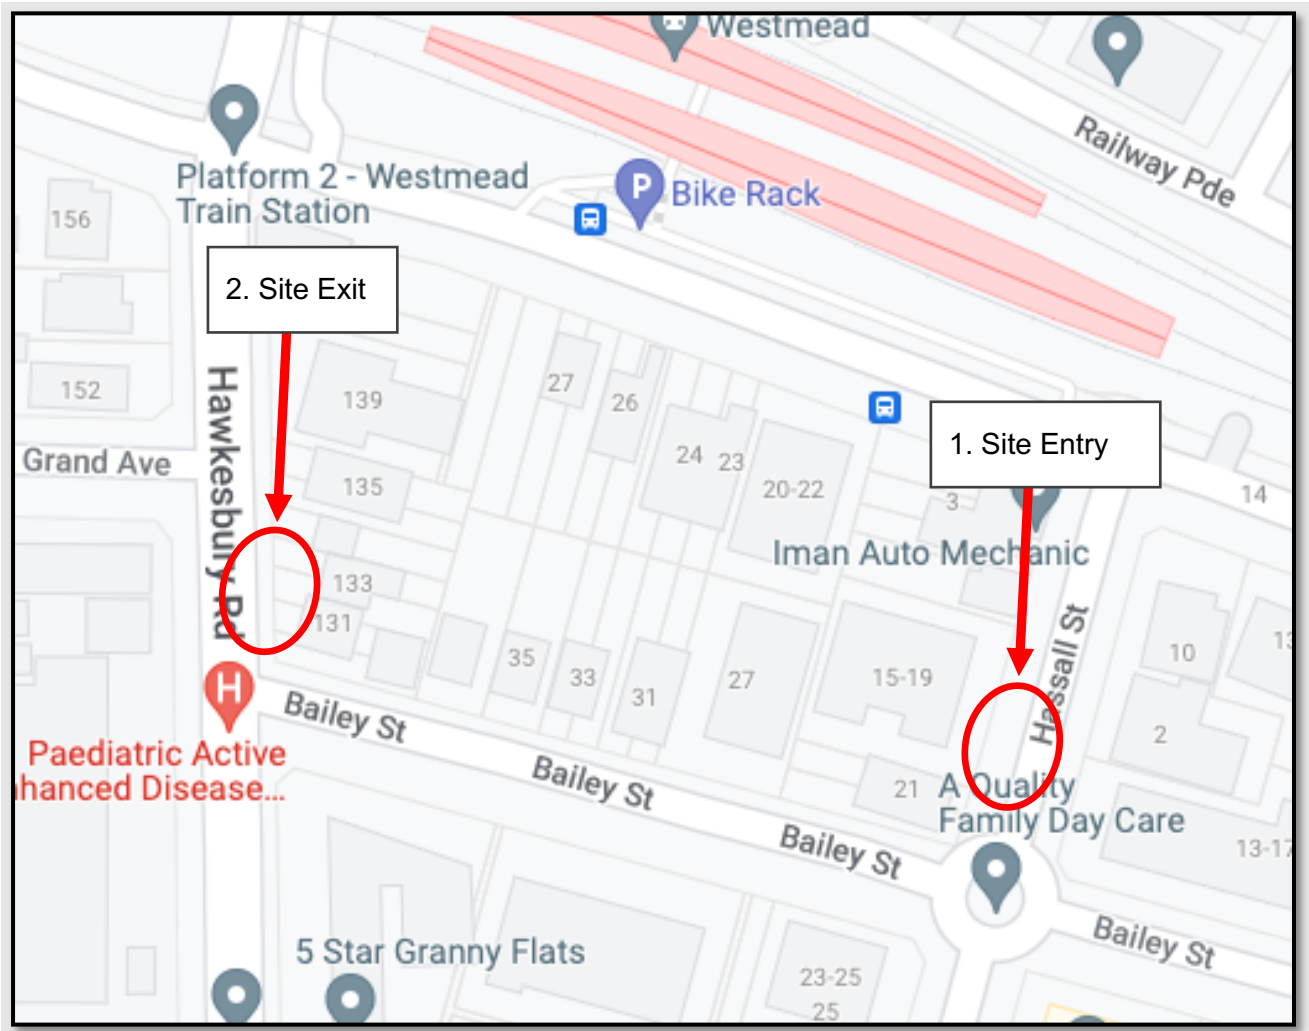 Westmead
Railway Pde
Platform 2 - Westmead
Train Station
P
Bike Rack
156
2. Site Exit
152
139
27
26
24
23
20-22
1. Site Entry
3
14
Grand Ave
Hawkesbury Rd
135
Iman Auto Mechanic
133
131
35
33
31
27
15-19
Hassall St
10
2
H
Bailey St
Paediatric Active
hanced Disease...
Bailey St
21
A Quality
Family Day Care
Bailey St
13-17
Bailey St
5 Star Granny Flats
23-25
25